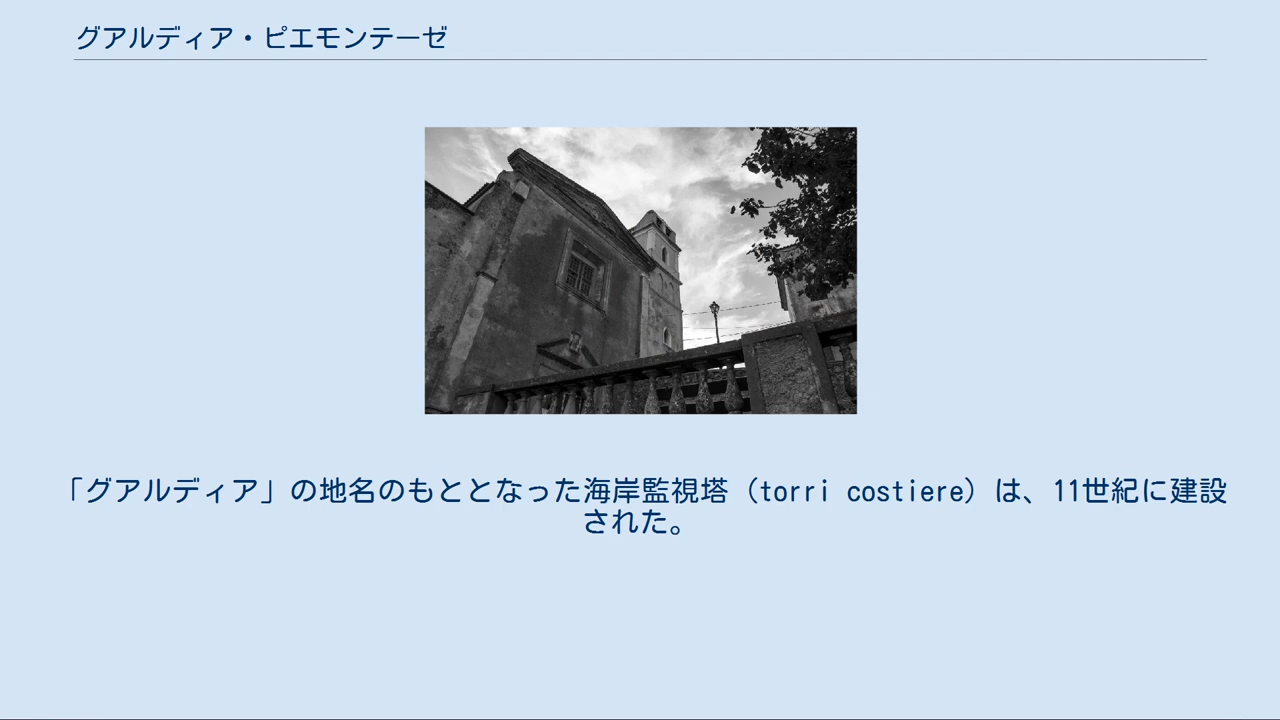 グアルディア・ピエモンテーゼ
「グアルディア」の地名のもととなった海岸監視塔（torri costiere）は、11世紀に建設
された。